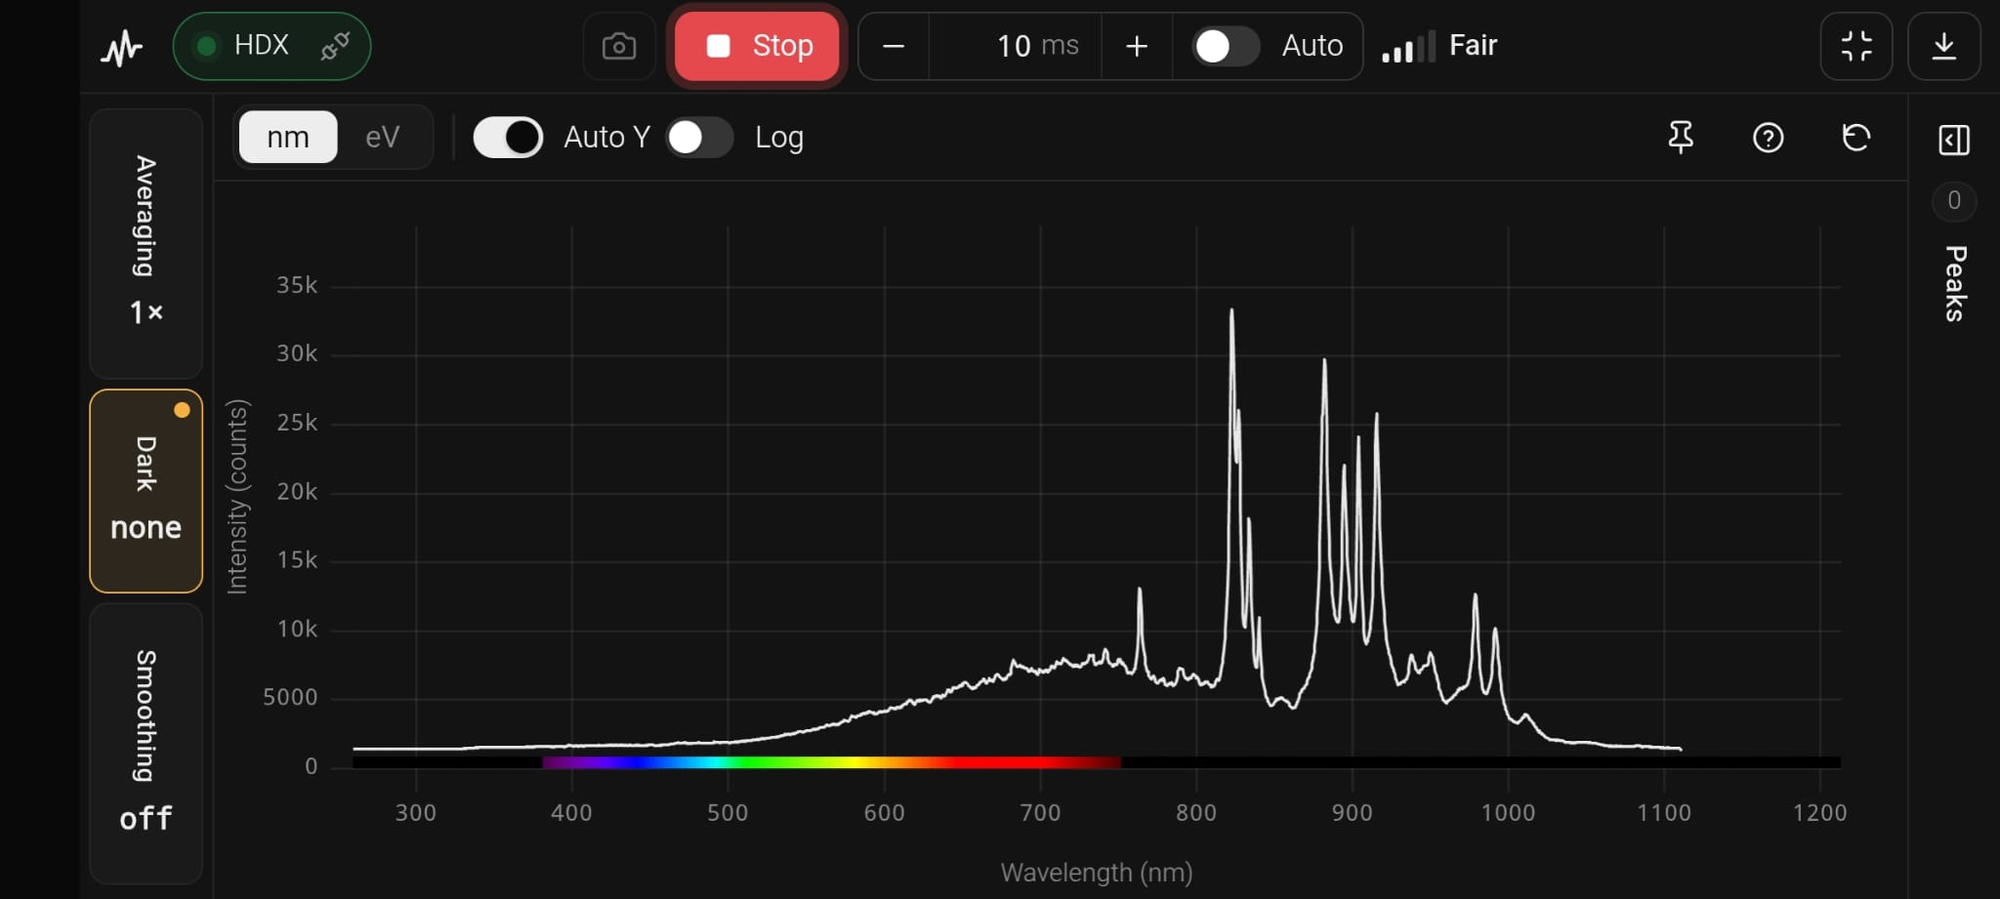 HDX
Stop
10 ms
Auto
Fair
nm
eV
Auto Y
Log
Averaging
1×
Dark
none
Smoothing
off
0
Peaks
Intensity (counts)
35k
30k
25k
20k
15k
10k
5000
0
300 400 500 600 700 800 900 1000 1100 1200
Wavelength (nm)